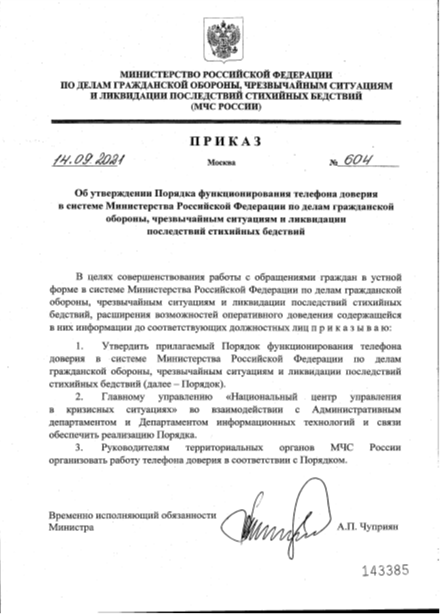 МИНИСТЕРСТВО РОССИЙСКОЙ ФЕДЕРАЦИИ
ПО ДЕЛАМ ГРАЖДАНСКОЙ ОБОРОНЫ, ЧРЕЗВЫЧАЙНЫМ СИТУАЦИЯМ
И ЛИКВИДАЦИИ ПОСЛЕДСТВИЙ СТИХИЙНЫХ БЕДСТВИЙ
(МЧС РОССИИ)
ПРИКАЗ
14.09.2021 Москва № 604
Об утверждении Порядка функционирования телефона доверия
в системе Министерства Российской Федерации по делам гражданской
обороны, чрезвычайным ситуациям и ликвидации
последствий стихийных бедствий
В целях совершенствования работы с обращениями граждан в устной
форме в системе Министерства Российской Федерации по делам гражданской
обороны, чрезвычайным ситуациям и ликвидации последствий стихийных
бедствий, расширения возможностей оперативного доведения содержащейся
в них информации до соответствующих должностных лиц п р и к а з ы в а ю:
1. Утвердить прилагаемый Порядок функционирования телефона
доверия в системе Министерства Российской Федерации по делам
гражданской обороны, чрезвычайным ситуациям и ликвидации последствий
стихийных бедствий (далее – Порядок).
2. Главному управлению «Национальный центр управления
в кризисных ситуациях» во взаимодействии с Административным
департаментом и Департаментом информационных технологий и связи
обеспечить реализацию Порядка.
3. Руководителям территориальных органов МЧС России
организовать работу телефона доверия в соответствии с Порядком.
Временно исполняющий обязанности
Министра А.П. Чуприян
143385